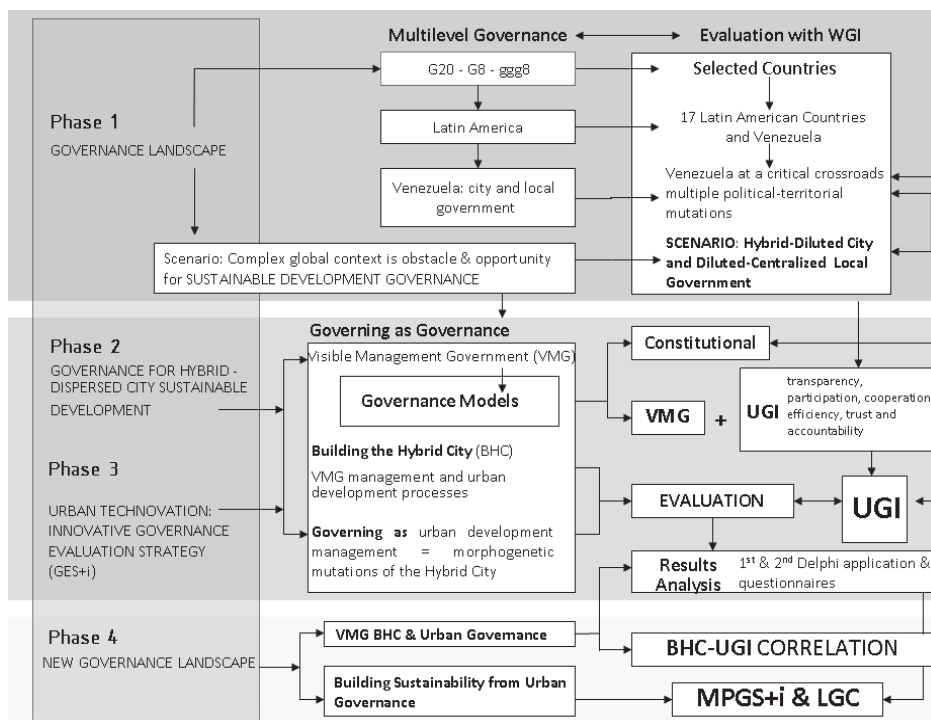 Multilevel Governance
Evaluation with WGI
Phase 1
GOVERNANCE LANDSCAPE
G20 - G8 - ggg8
Latin America
Venezuela: city and local
government
Selected Countries
17 Latin American Countries
and Venezuela
Venezuela at a critical crossroads
multiple political-territorial
mutations
SCENARIO: Hybrid-Diluted City
and Diluted-Centralized Local
Government
Scenario: Complex global context is obstacle & opportunity
for SUSTAINABLE DEVELOPMENT GOVERNANCE
Phase 2
GOVERNANCE FOR HYBRID -
DISPERSED CITY SUSTAINABLE
DEVELOPMENT
Phase 3
URBAN TECHNOVATION:
INNOVATIVE GOVERNANCE
EVALUATION STRATEGY
(GES+i)
Governing as Governance
Visible Management Government (VMG)
Governance Models
Building the Hybrid City (BHC)
VMG management and urban
development processes
Governing as urban development
management = morphogenetic
mutations of the Hybrid City
Constitutional
VMG
+
UGI
transparency,
participation, cooperation
efficiency, trust and
accountability
EVALUATION
UGI
Results
Analysis
1st & 2nd Delphi application &
questionnaires
Phase 4
NEW GOVERNANCE LANDSCAPE
VMG BHC & Urban Governance
Building Sustainability from Urban
Governance
BHC-UGI CORRELATION
MPGS+i & LGC